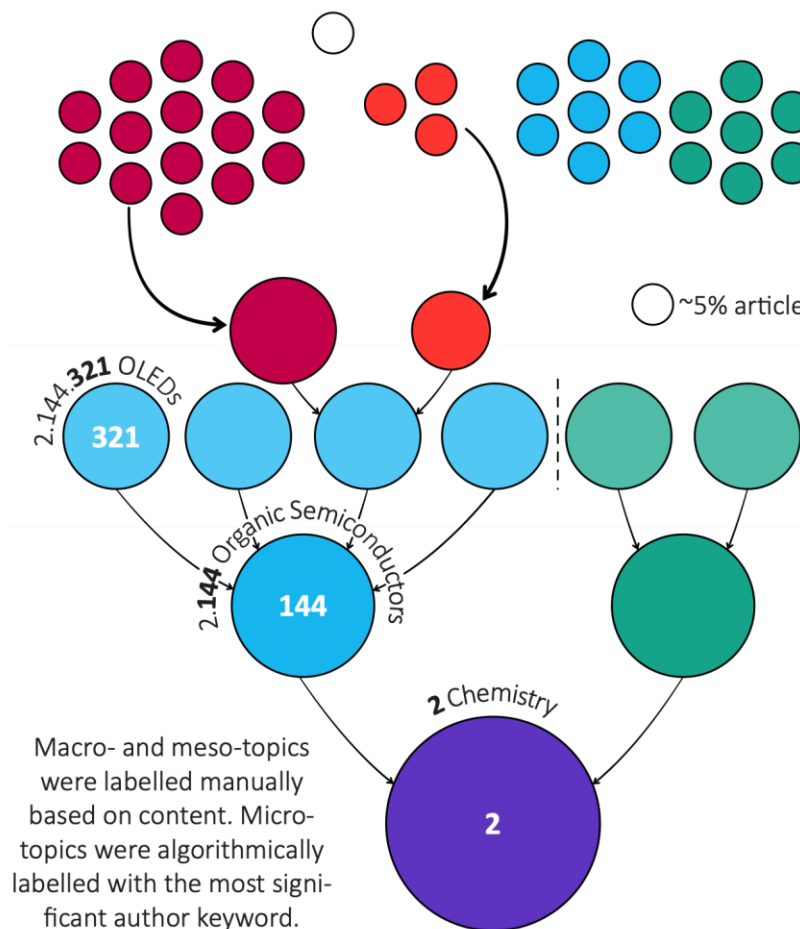 ~5% article
2.144.321 OLEDs
321
2.144 Organic Semiconductors
144
2 Chemistry
2
Macro- and meso-topics
were labelled manually
based on content. Micro-
topics were algorithmically
labelled with the most signi-
ficant author keyword.